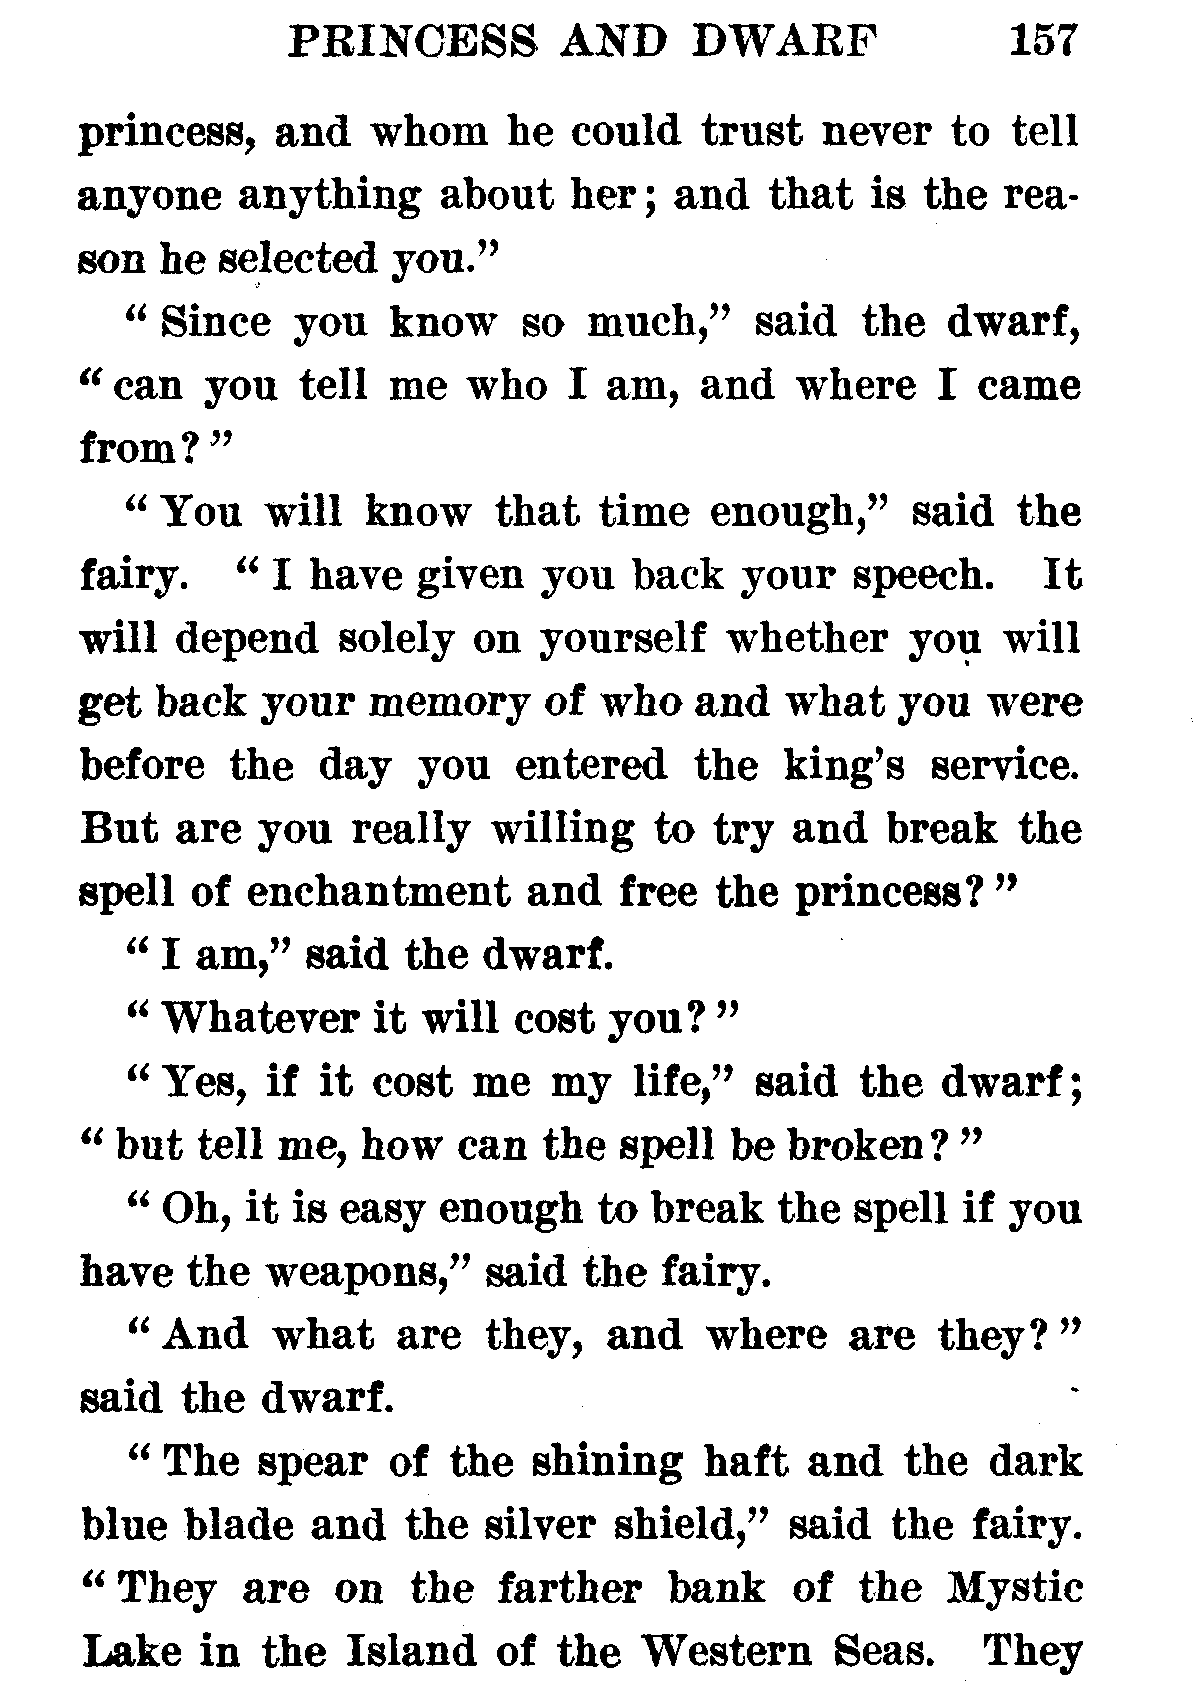 PRINCESS AND DWARF 157
princess, and whom he could trust never to tell
anyone anything about her; and that is the rea-
son he selected you."
"Since you know so much," said the dwarf,
"can you tell me who I am, and where I came
from?"
"You will know that time enough," said the
fairy. "I have given you back your speech. It
will depend solely on yourself whether you will
get back your memory of who and what you were
before the day you entered the king's service.
But are you really willing to try and break the
spell of enchantment and free the princess?"
"I am," said the dwarf.
"Whatever it will cost you?"
"Yes, if it cost me my life," said the dwarf;
"but tell me, how can the spell be broken?"
"Oh, it is easy enough to break the spell if you
have the weapons," said the fairy.
"And what are they, and where are they?"
said the dwarf.
"The spear of the shining haft and the dark
blue blade and the silver shield," said the fairy.
"They are on the farther bank of the Mystic
Lake in the Island of the Western Seas. They